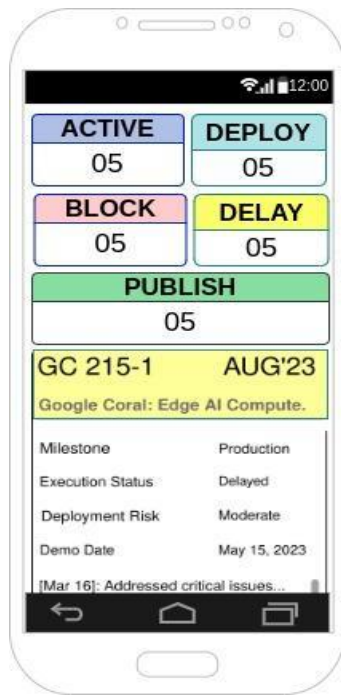 12:00
ACTIVE DEPLOY
05 05
BLOCK DELAY
05 05
PUBLISH
05
GC 215-1 AUG'23
Google Coral: Edge AI Compute.
Milestone Production
Execution Status Delayed
Deployment Risk Moderate
Demo Date May 15, 2023
[Mar 16]: Addressed critical issues...